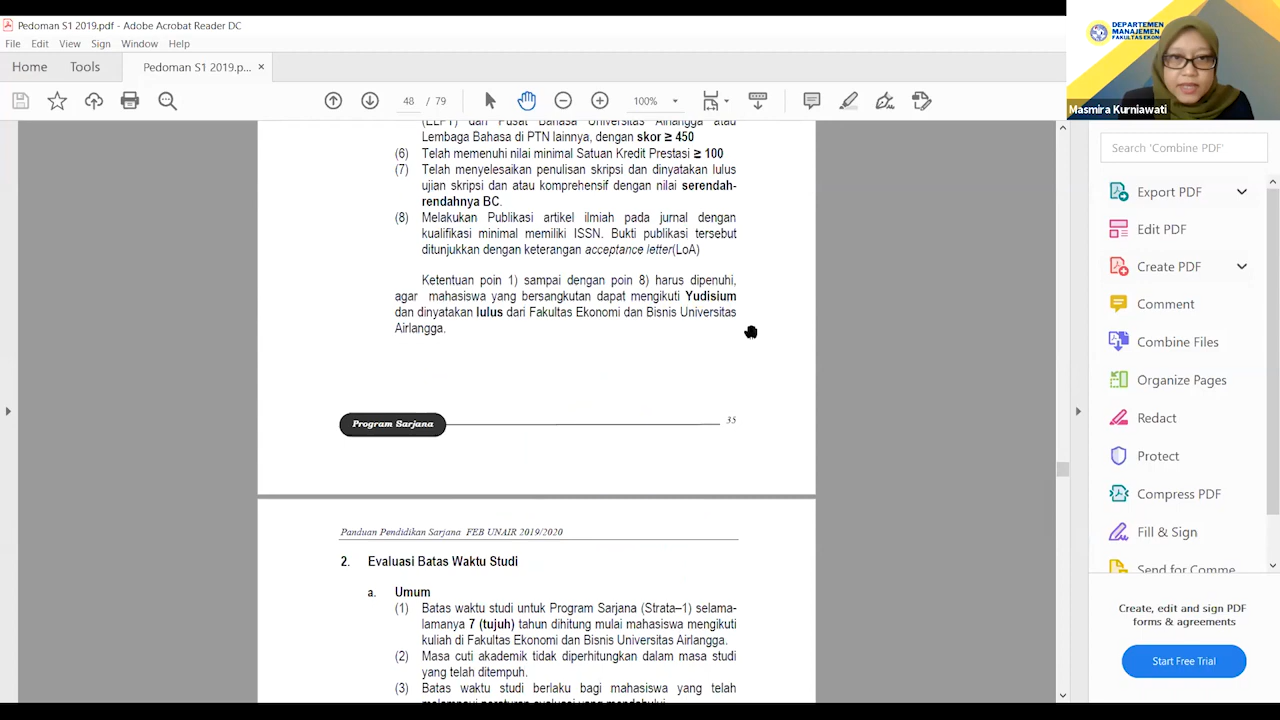 Pedoman S1 2019.pdf - Adobe Acrobat Reader DC
File Edit View Sign Window Help
Home Tools Pedoman S1 2019.p... ×
48 / 79 100%
(EEPT) dari Pusat Bahasa Universitas Airlangga atau
Lembaga Bahasa di PTN lainnya, dengan skor ≥ 450
(6) Telah memenuhi nilai minimal Satuan Kredit Prestasi ≥ 100
(7) Telah menyelesaikan penulisan skripsi dan dinyatakan lulus
ujian skripsi dan atau komprehensif dengan nilai serendah-
rendahnya BC.
(8) Melakukan Publikasi artikel ilmiah pada jurnal dengan
kualifikasi minimal memiliki ISSN. Bukti publikasi tersebut
ditunjukkan dengan keterangan acceptance letter(LoA)
Ketentuan poin 1) sampai dengan poin 8) harus dipenuhi,
agar mahasiswa yang bersangkutan dapat mengikuti Yudisium
dan dinyatakan lulus dari Fakultas Ekonomi dan Bisnis Universitas
Airlangga.
Program Sarjana 35
Panduan Pendidikan Sarjana FEB UNAIR 2019/2020
2. Evaluasi Batas Waktu Studi
a. Umum
(1) Batas waktu studi untuk Program Sarjana (Strata–1) selama-
lamanya 7 (tujuh) tahun dihitung mulai mahasiswa mengikuti
kuliah di Fakultas Ekonomi dan Bisnis Universitas Airlangga.
(2) Masa cuti akademik tidak diperhitungkan dalam masa studi
yang telah ditempuh.
(3) Batas waktu studi berlaku bagi mahasiswa yang telah
DEPARTEMEN
MANAJEMEN
FAKULTAS EKONO
Masmira Kurniawati
Search 'Combine PDF'
Export PDF
Edit PDF
Create PDF
Comment
Combine Files
Organize Pages
Redact
Protect
Compress PDF
Fill & Sign
Send for Comme
Create, edit and sign PDF
forms & agreements
Start Free Trial